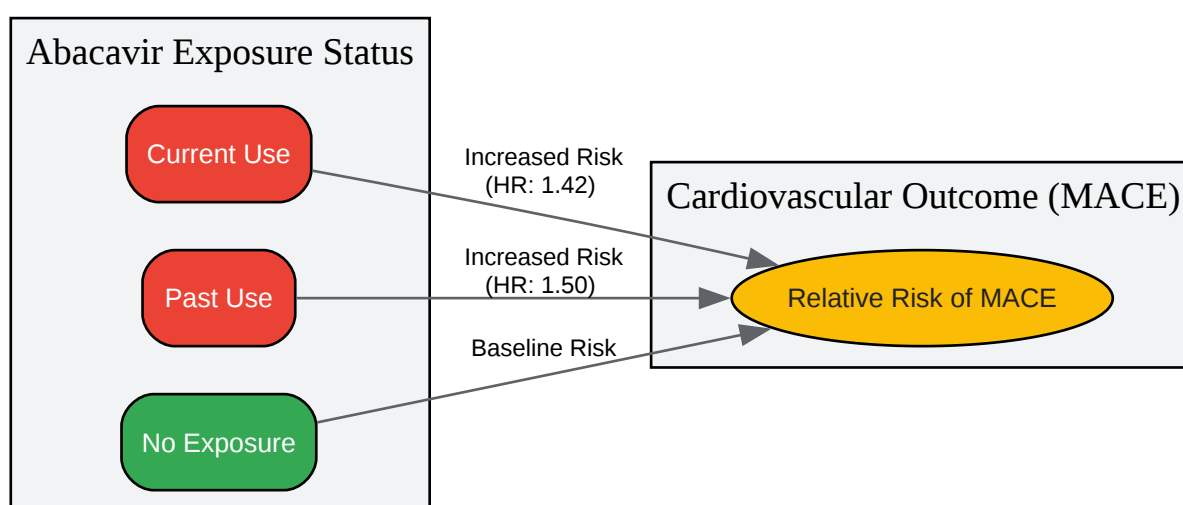 Abacavir Exposure Status
Current Use
Increased Risk
(HR: 1.42)
Cardiovascular Outcome (MACE)
Past Use
Increased Risk
(HR: 1.50)
Relative Risk of MACE
Baseline Risk
No Exposure